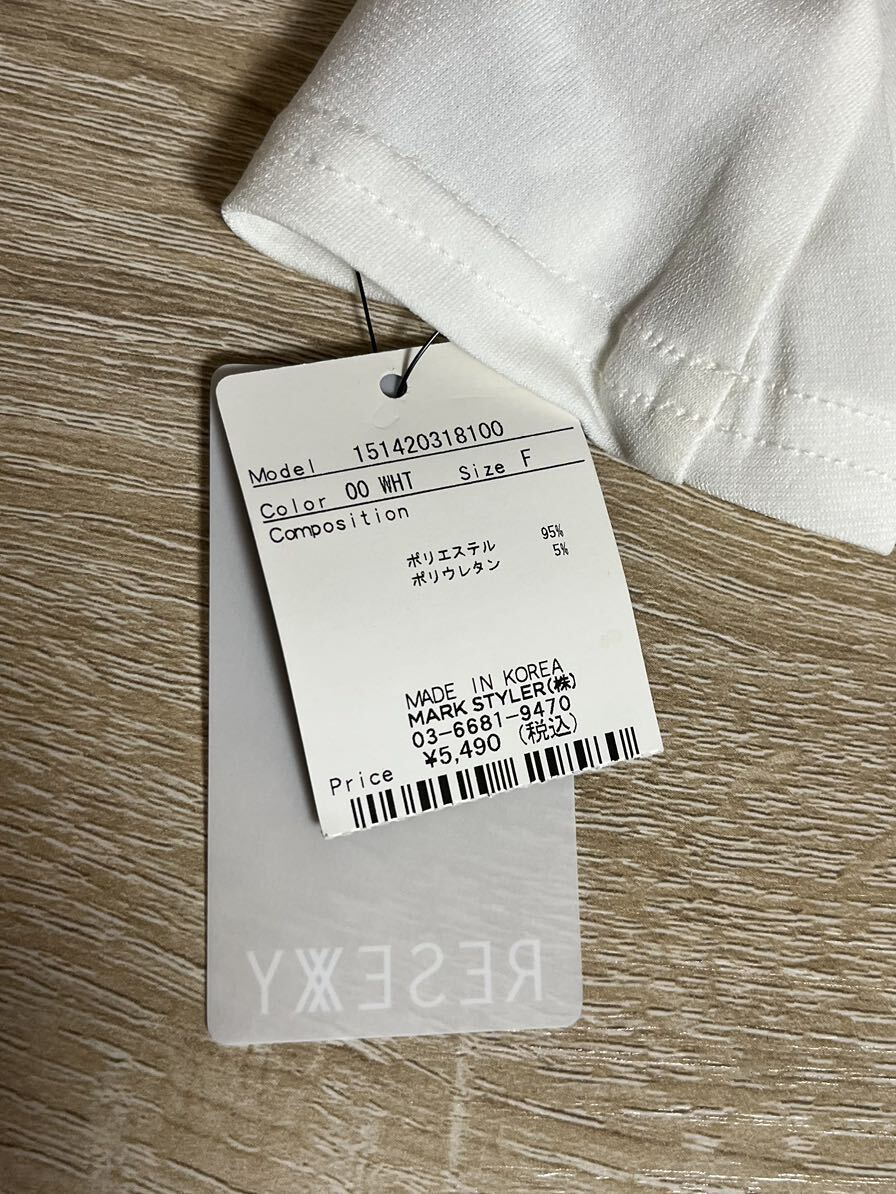 Model 151420318100
Color 00 WHT Size F
Composition
ポリエステル 95%
ポリウレタン 5%
MADE IN KOREA
MARK STYLER(株)
03-6681-9470
Price ¥5,490 (税込)
RESEXXY